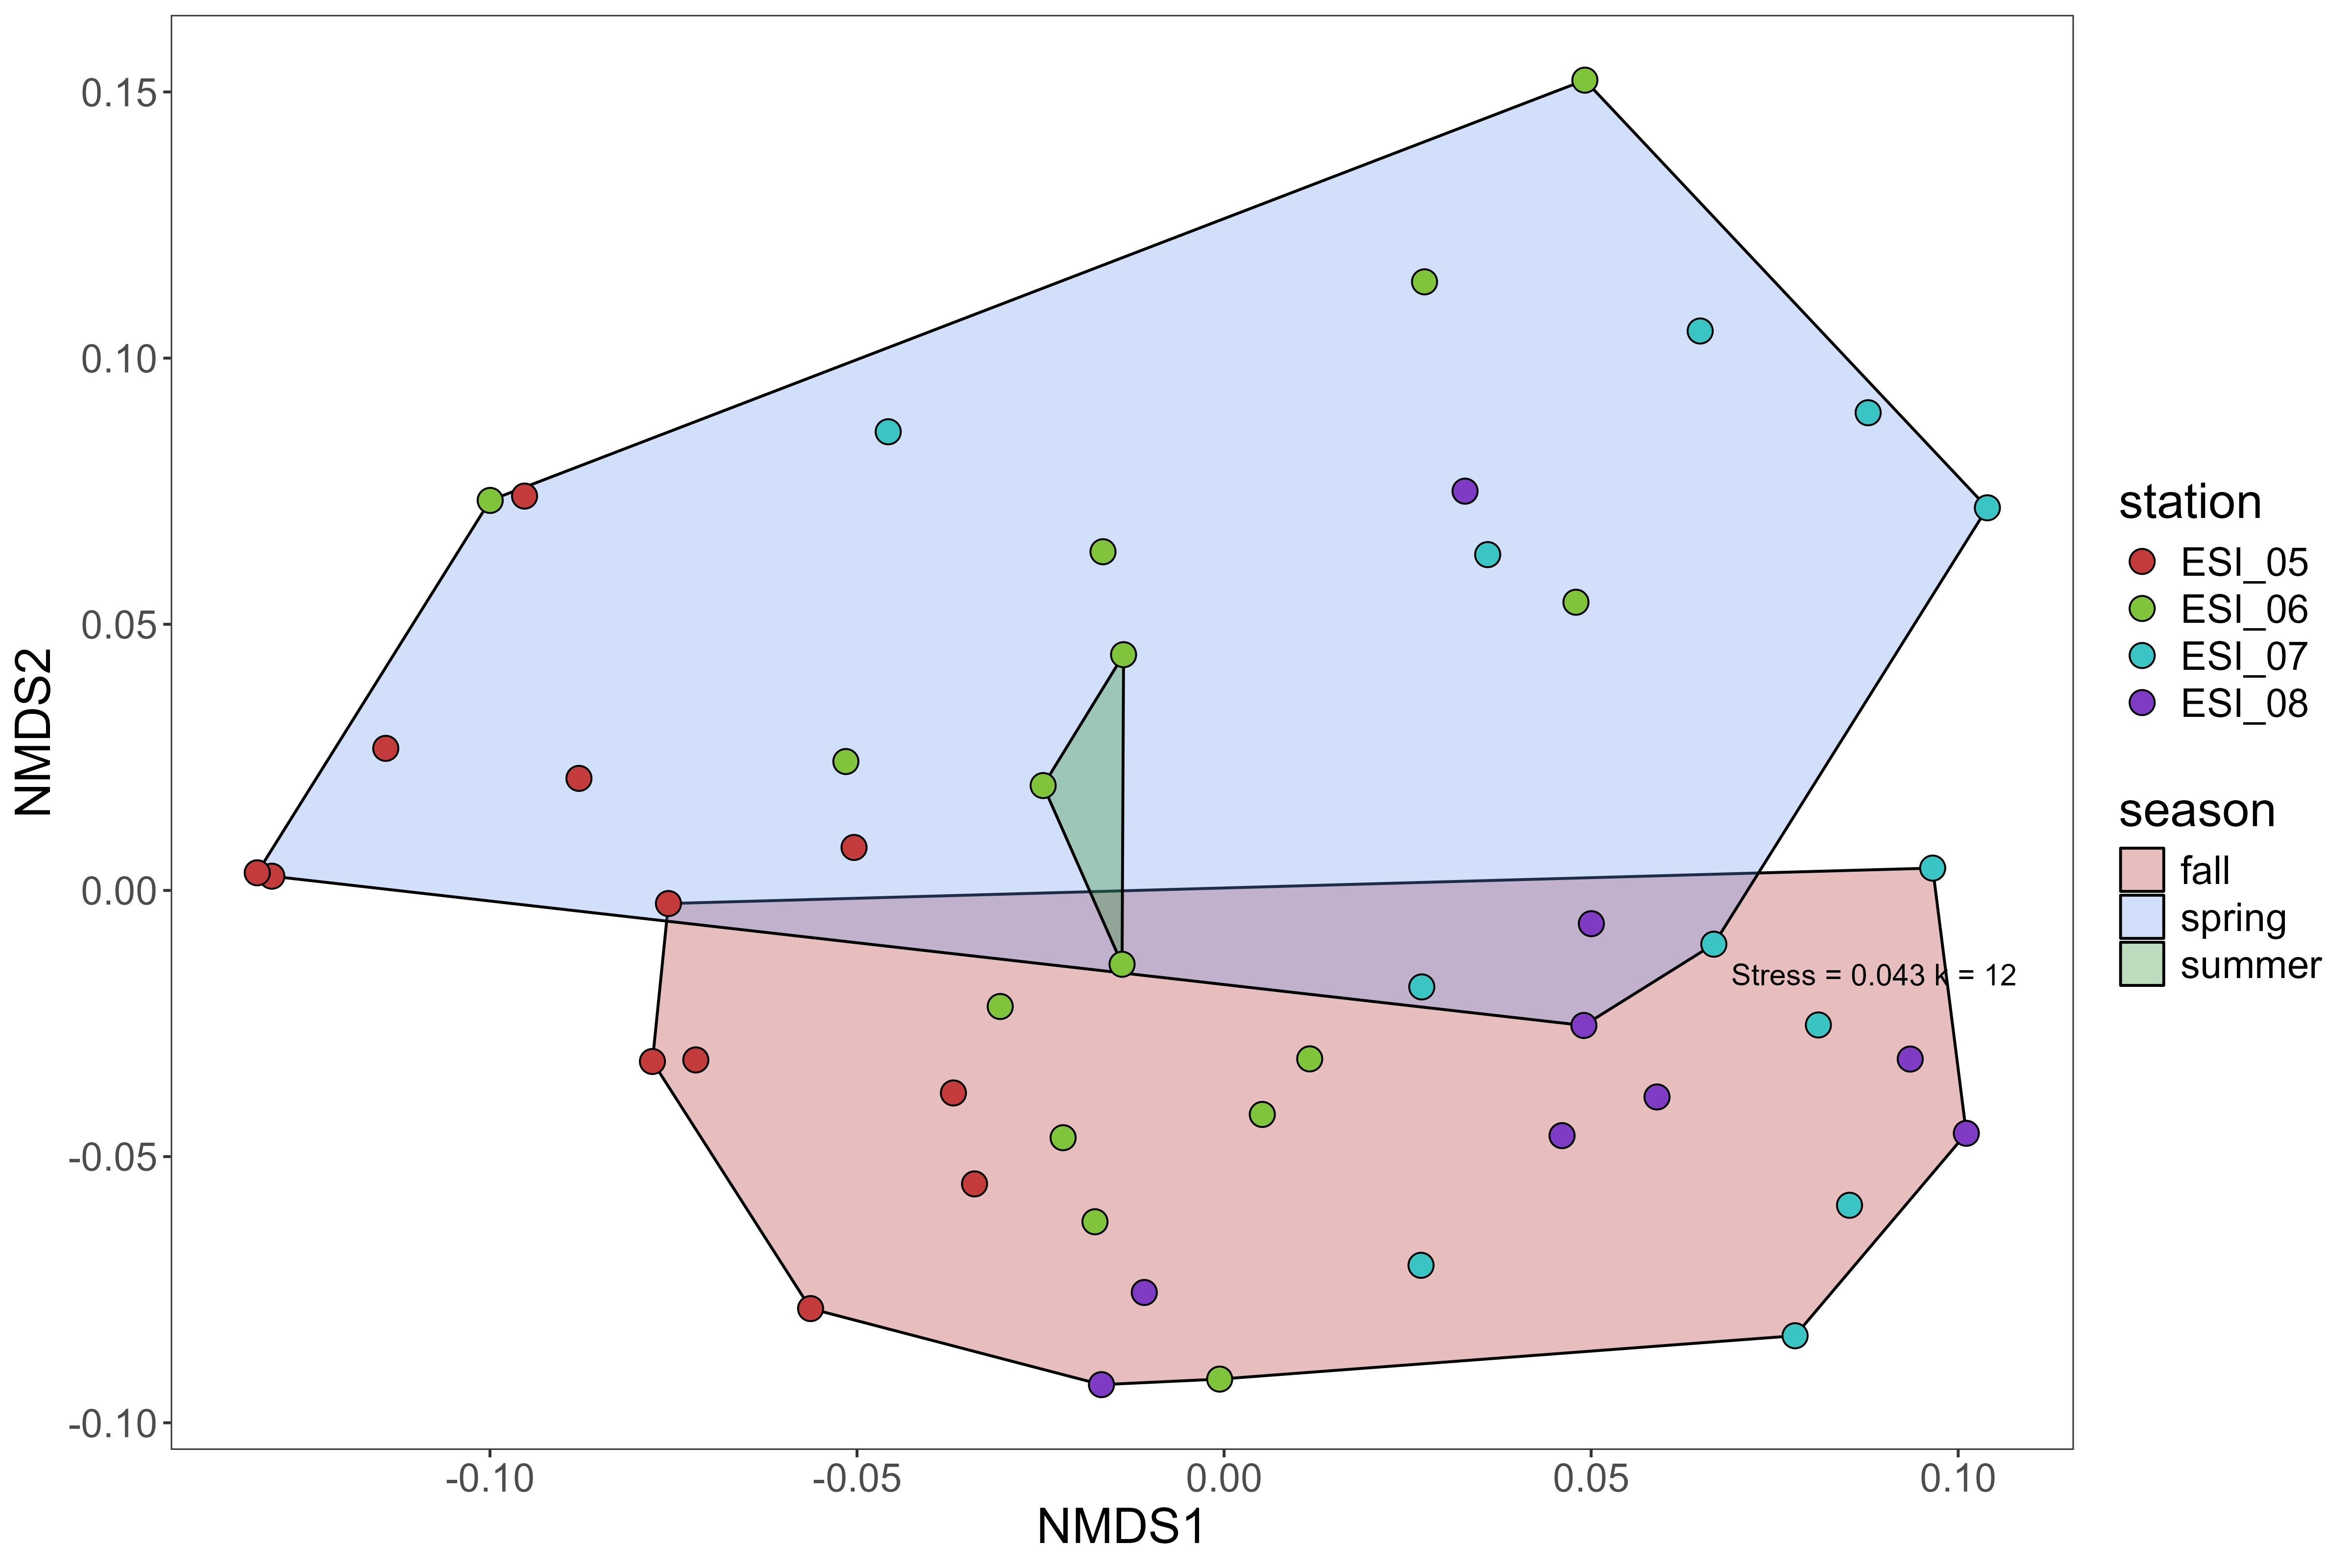 0.15
0.10
0.05
0.00
-0.05
-0.10
NMDS2
-0.10
-0.05
0.00
0.05
0.10
NMDS1
Stress = 0.043 k = 12
station
ESI_05
ESI_06
ESI_07
ESI_08
season
fall
spring
summer